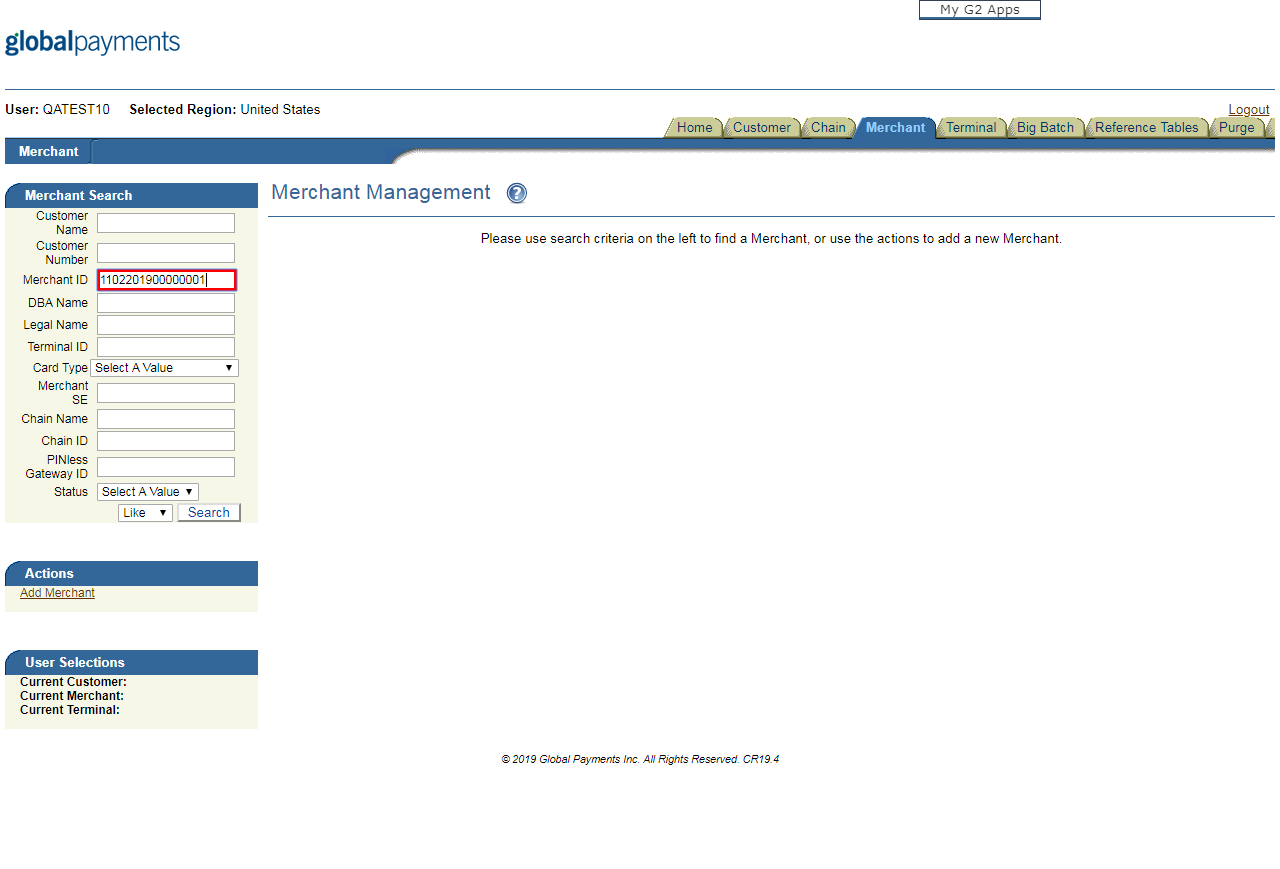 My G2 Apps
globalpayments
User: QATEST10 Selected Region: United States
Logout
Home Customer Chain Merchant Terminal Big Batch Reference Tables Purge
Merchant
Merchant Search
Customer Name
Customer Number
Merchant ID 1102201900000001
DBA Name
Legal Name
Terminal ID
Card Type Select A Value
Merchant SE
Chain Name
Chain ID
PINless Gateway ID
Status Select A Value
Like Search
Merchant Management ?
Please use search criteria on the left to find a Merchant, or use the actions to add a new Merchant.
Actions
Add Merchant
User Selections
Current Customer:
Current Merchant:
Current Terminal:
© 2019 Global Payments Inc. All Rights Reserved. CR19.4